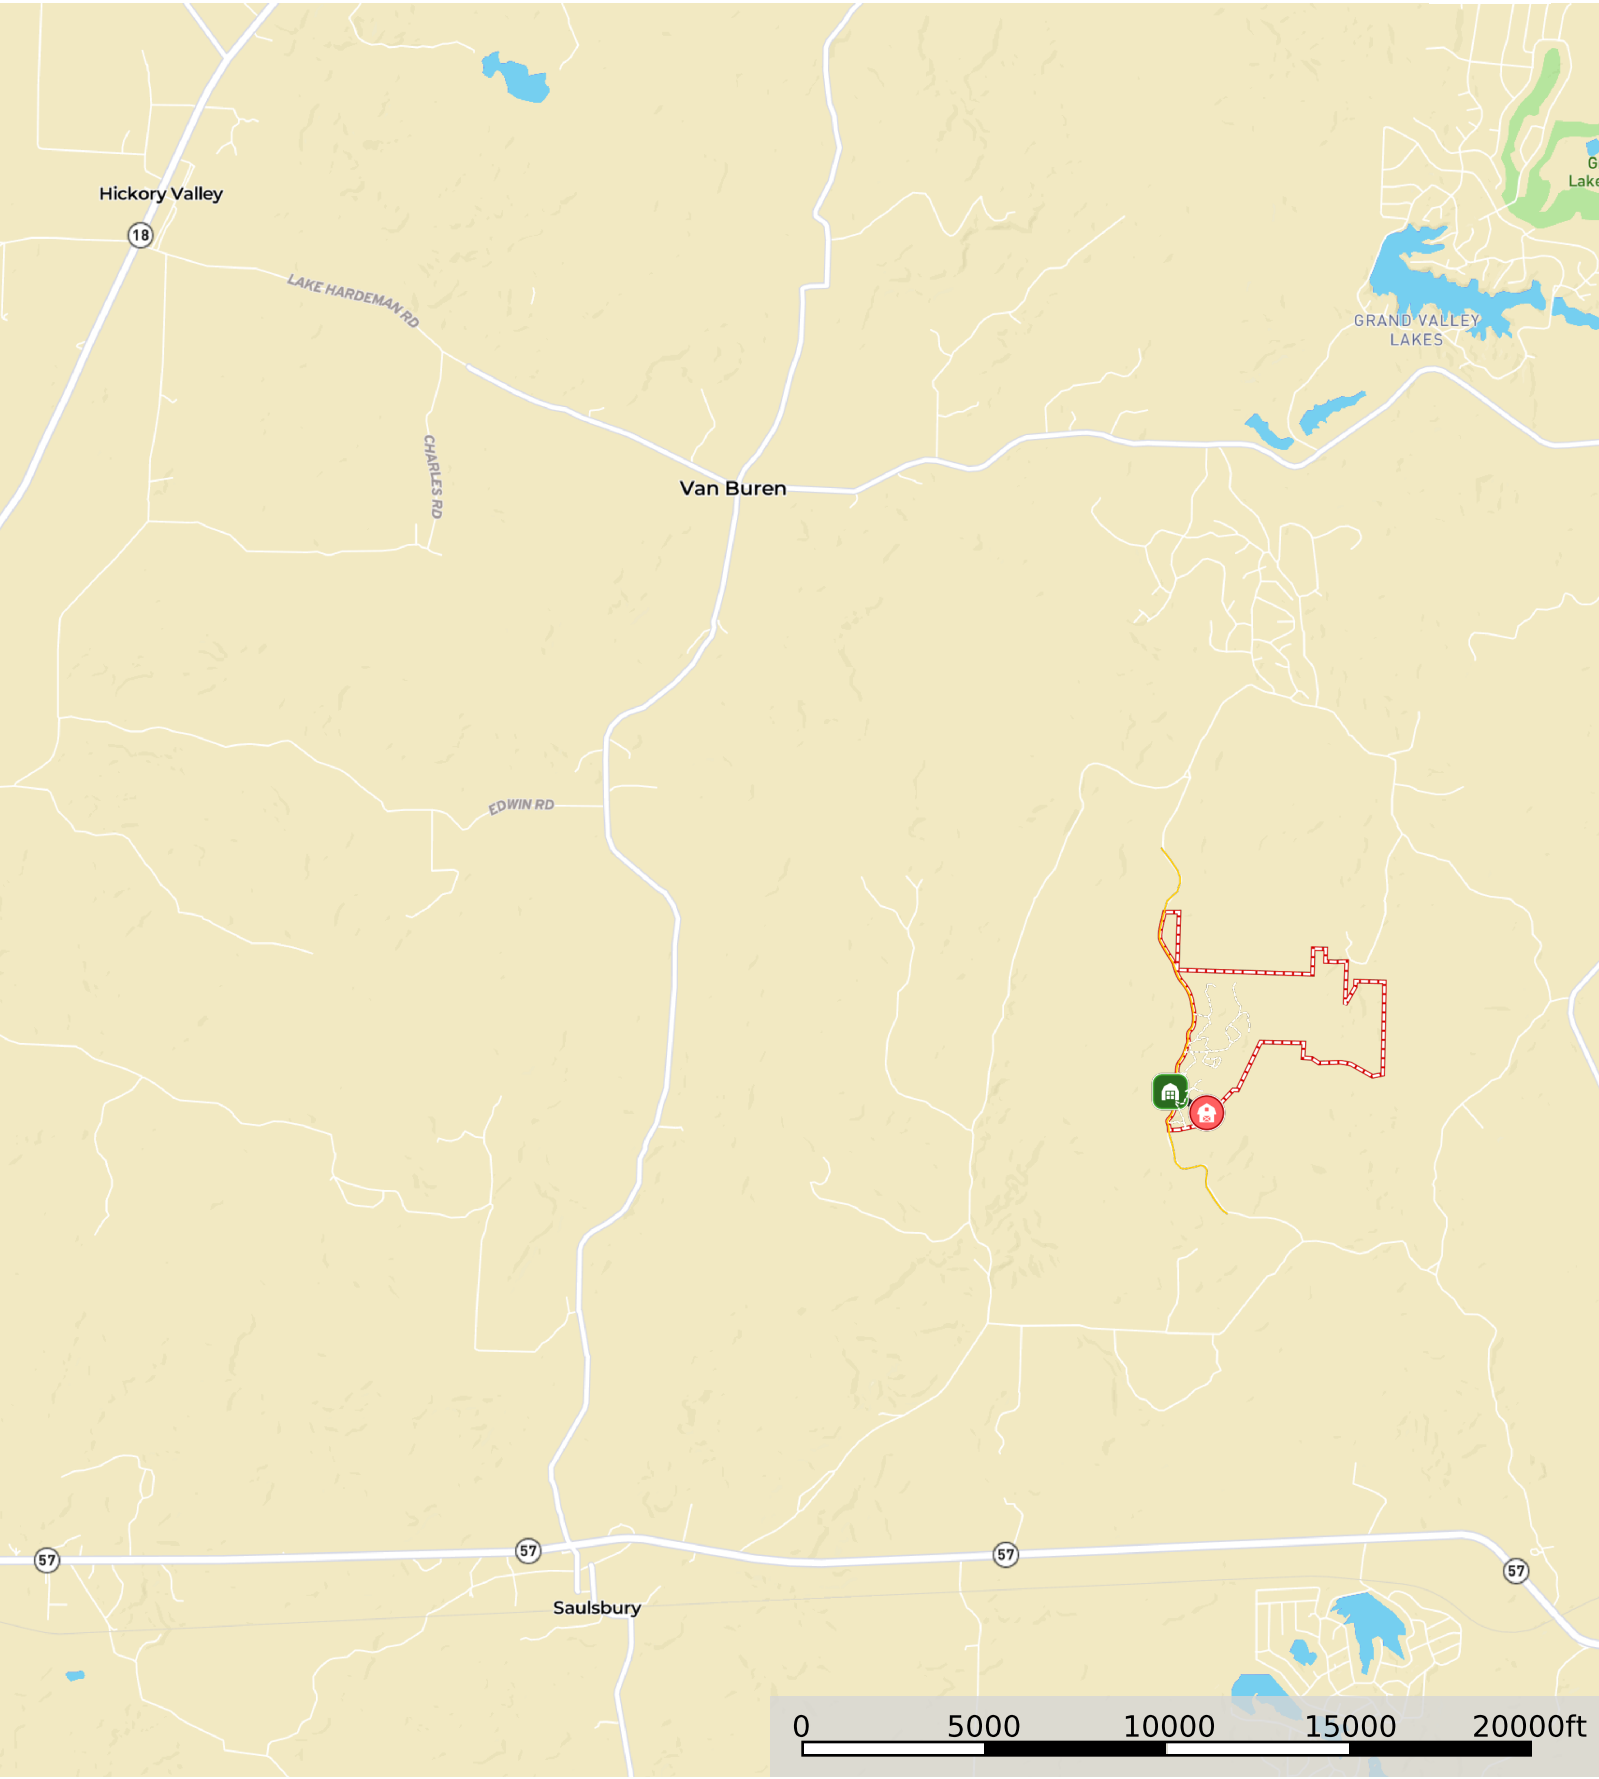 G
Lake
Hickory Valley
18
LAKE HARDEMAN RD
GRAND VALLEY
LAKES
CHARLES RD
Van Buren
EDWIN RD
57
57
57
57
Saulsbury
0 5000 10000 15000 20000ft